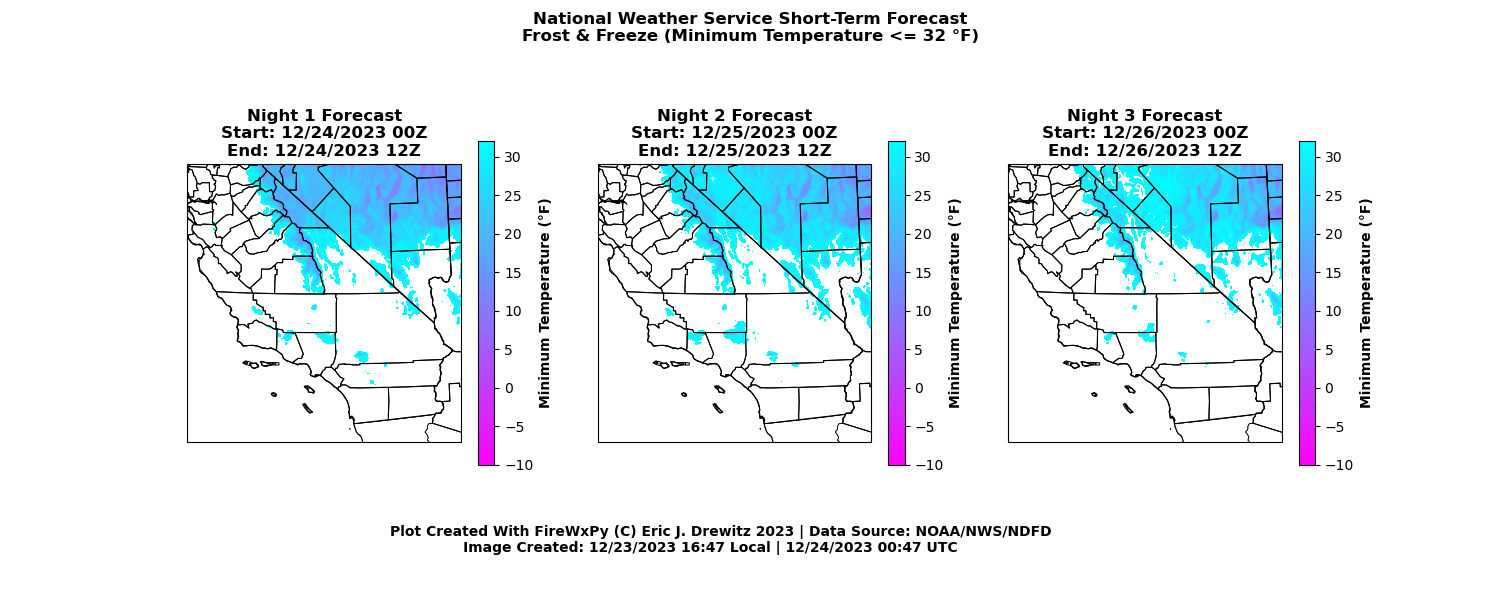 National Weather Service Short-Term Forecast
Frost & Freeze (Minimum Temperature <= 32 °F)
Night 1 Forecast
Start: 12/24/2023 00Z
End: 12/24/2023 12Z
30
25
20
15
10
5
0
−5
−10
Minimum Temperature (°F)
Night 2 Forecast
Start: 12/25/2023 00Z
End: 12/25/2023 12Z
30
25
20
15
10
5
0
−5
−10
Minimum Temperature (°F)
Night 3 Forecast
Start: 12/26/2023 00Z
End: 12/26/2023 12Z
30
25
20
15
10
5
0
−5
−10
Minimum Temperature (°F)
Plot Created With FireWxPy (C) Eric J. Drewitz 2023 | Data Source: NOAA/NWS/NDFD
Image Created: 12/23/2023 16:47 Local | 12/24/2023 00:47 UTC